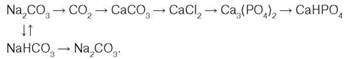 Na₂CO₃ → CO₂ → CaCO₃ → CaCl₂ → Ca₃(PO₄)₂ → CaHPO₄
↓↑
NaHCO₃ → Na₂CO₃.